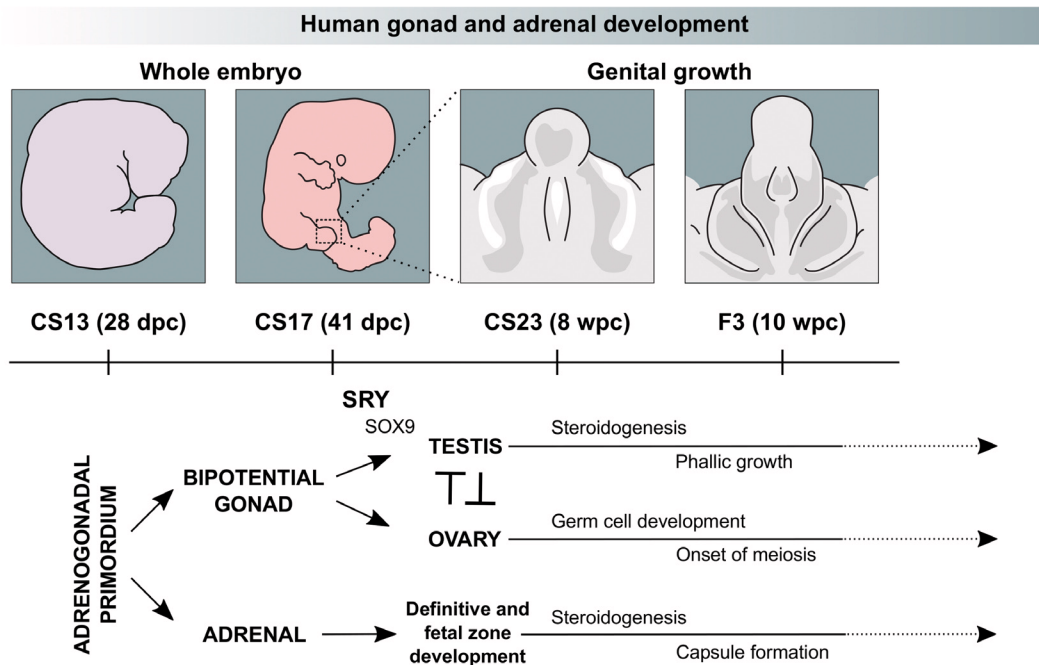 Human gonad and adrenal development
Whole embryo
Genital growth
CS13 (28 dpc)
CS17 (41 dpc)
CS23 (8 wpc)
F3 (10 wpc)
SRY
SOX9
ADRENOGONADAL
PRIMORDIUM
BIPOTENTIAL
GONAD
TESTIS
Steroidogenesis
Phallic growth
OVARY
Germ cell development
Onset of meiosis
ADRENAL
Definitive and
fetal zone
development
Steroidogenesis
Capsule formation